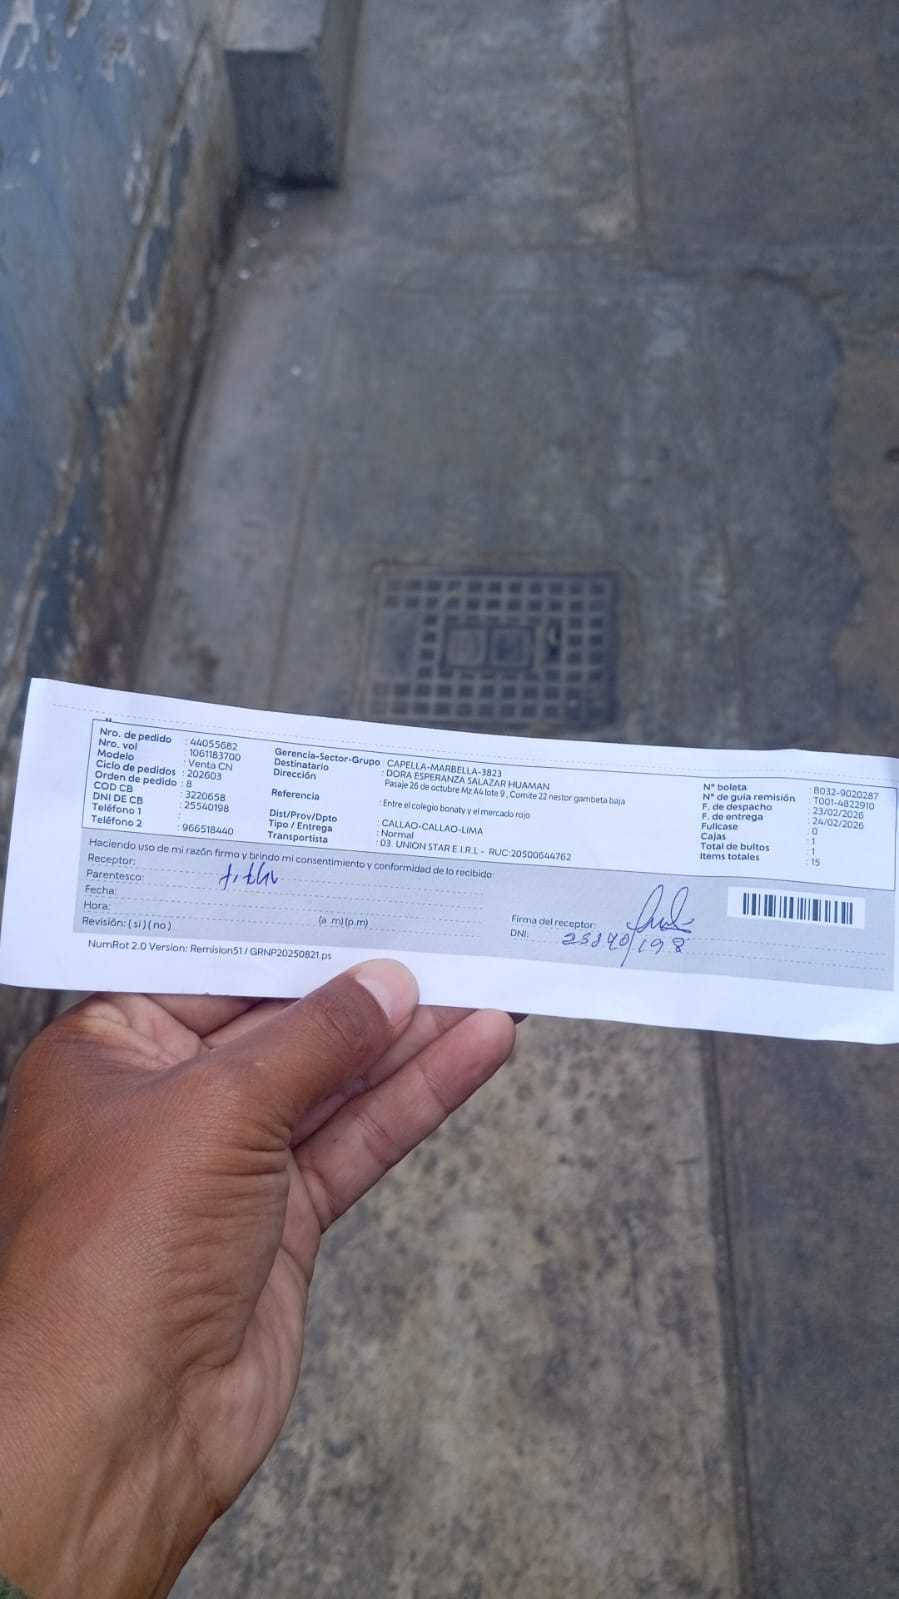 Nro. de pedido : 44055682
Nro. vol : 1061183700
Modelo : Venta CN
Ciclo de pedidos : 202603
Orden de pedido : 8
COD CB : 3220658
DNI DE CB : 25540198
Teléfono 1 :
Teléfono 2 : 966518440
Gerencia-Sector-Grupo : CAPELLA-MARBELLA-3823
Destinatario : DORA ESPERANZA SALAZAR HUAMAN
Dirección Pasaje 26 de octubre Mz A4 lote 9 , Comite 22 nestor gambeta baja
Referencia : Entre el colegio bonaty y el mercado rojo
Dist/Prov/Dpto : CALLAO-CALLAO-LIMA
Tipo / Entrega : Normal
Transportista : 03. UNION STAR E.I.R.L - RUC:20500644762
N° boleta : B032-9020287
N° de guia remisión : T001-4822910
F. de despacho : 23/02/2026
F. de entrega : 24/02/2026
Fullcase : 0
Cajas : 1
Total de bultos : 1
Items totales : 15
Haciendo uso de mi razón firmo y brindo mi consentimiento y conformidad de lo recibido
Receptor:
Parentesco:
Fecha:
Hora: (a .m) (p.m)
Revisión: ( si ) ( no )
Firma del receptor:
DNI:
NumRot 2.0 Version: Remision51 / GRNP20250821.ps